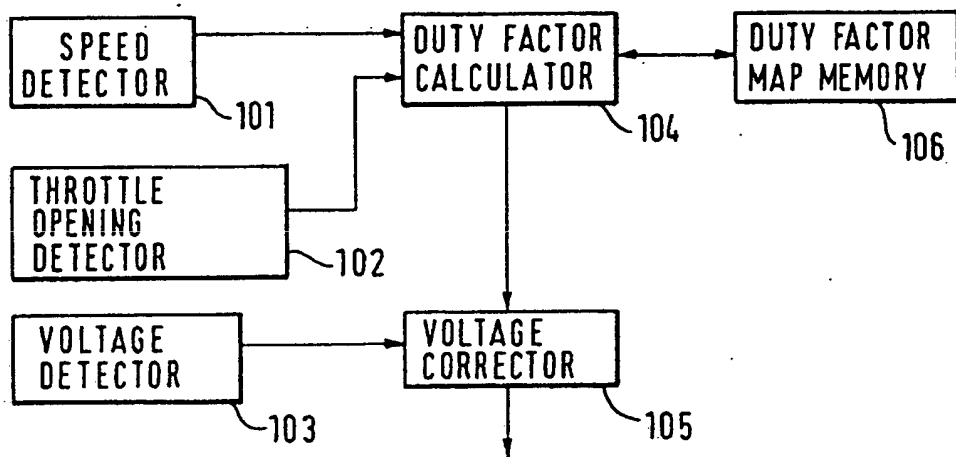 SPEED
DETECTOR
101
DUTY FACTOR
CALCULATOR
104
DUTY FACTOR
MAP MEMORY
106
THROTTLE
OPENING
DETECTOR
102
VOLTAGE
DETECTOR
103
VOLTAGE
CORRECTOR
105